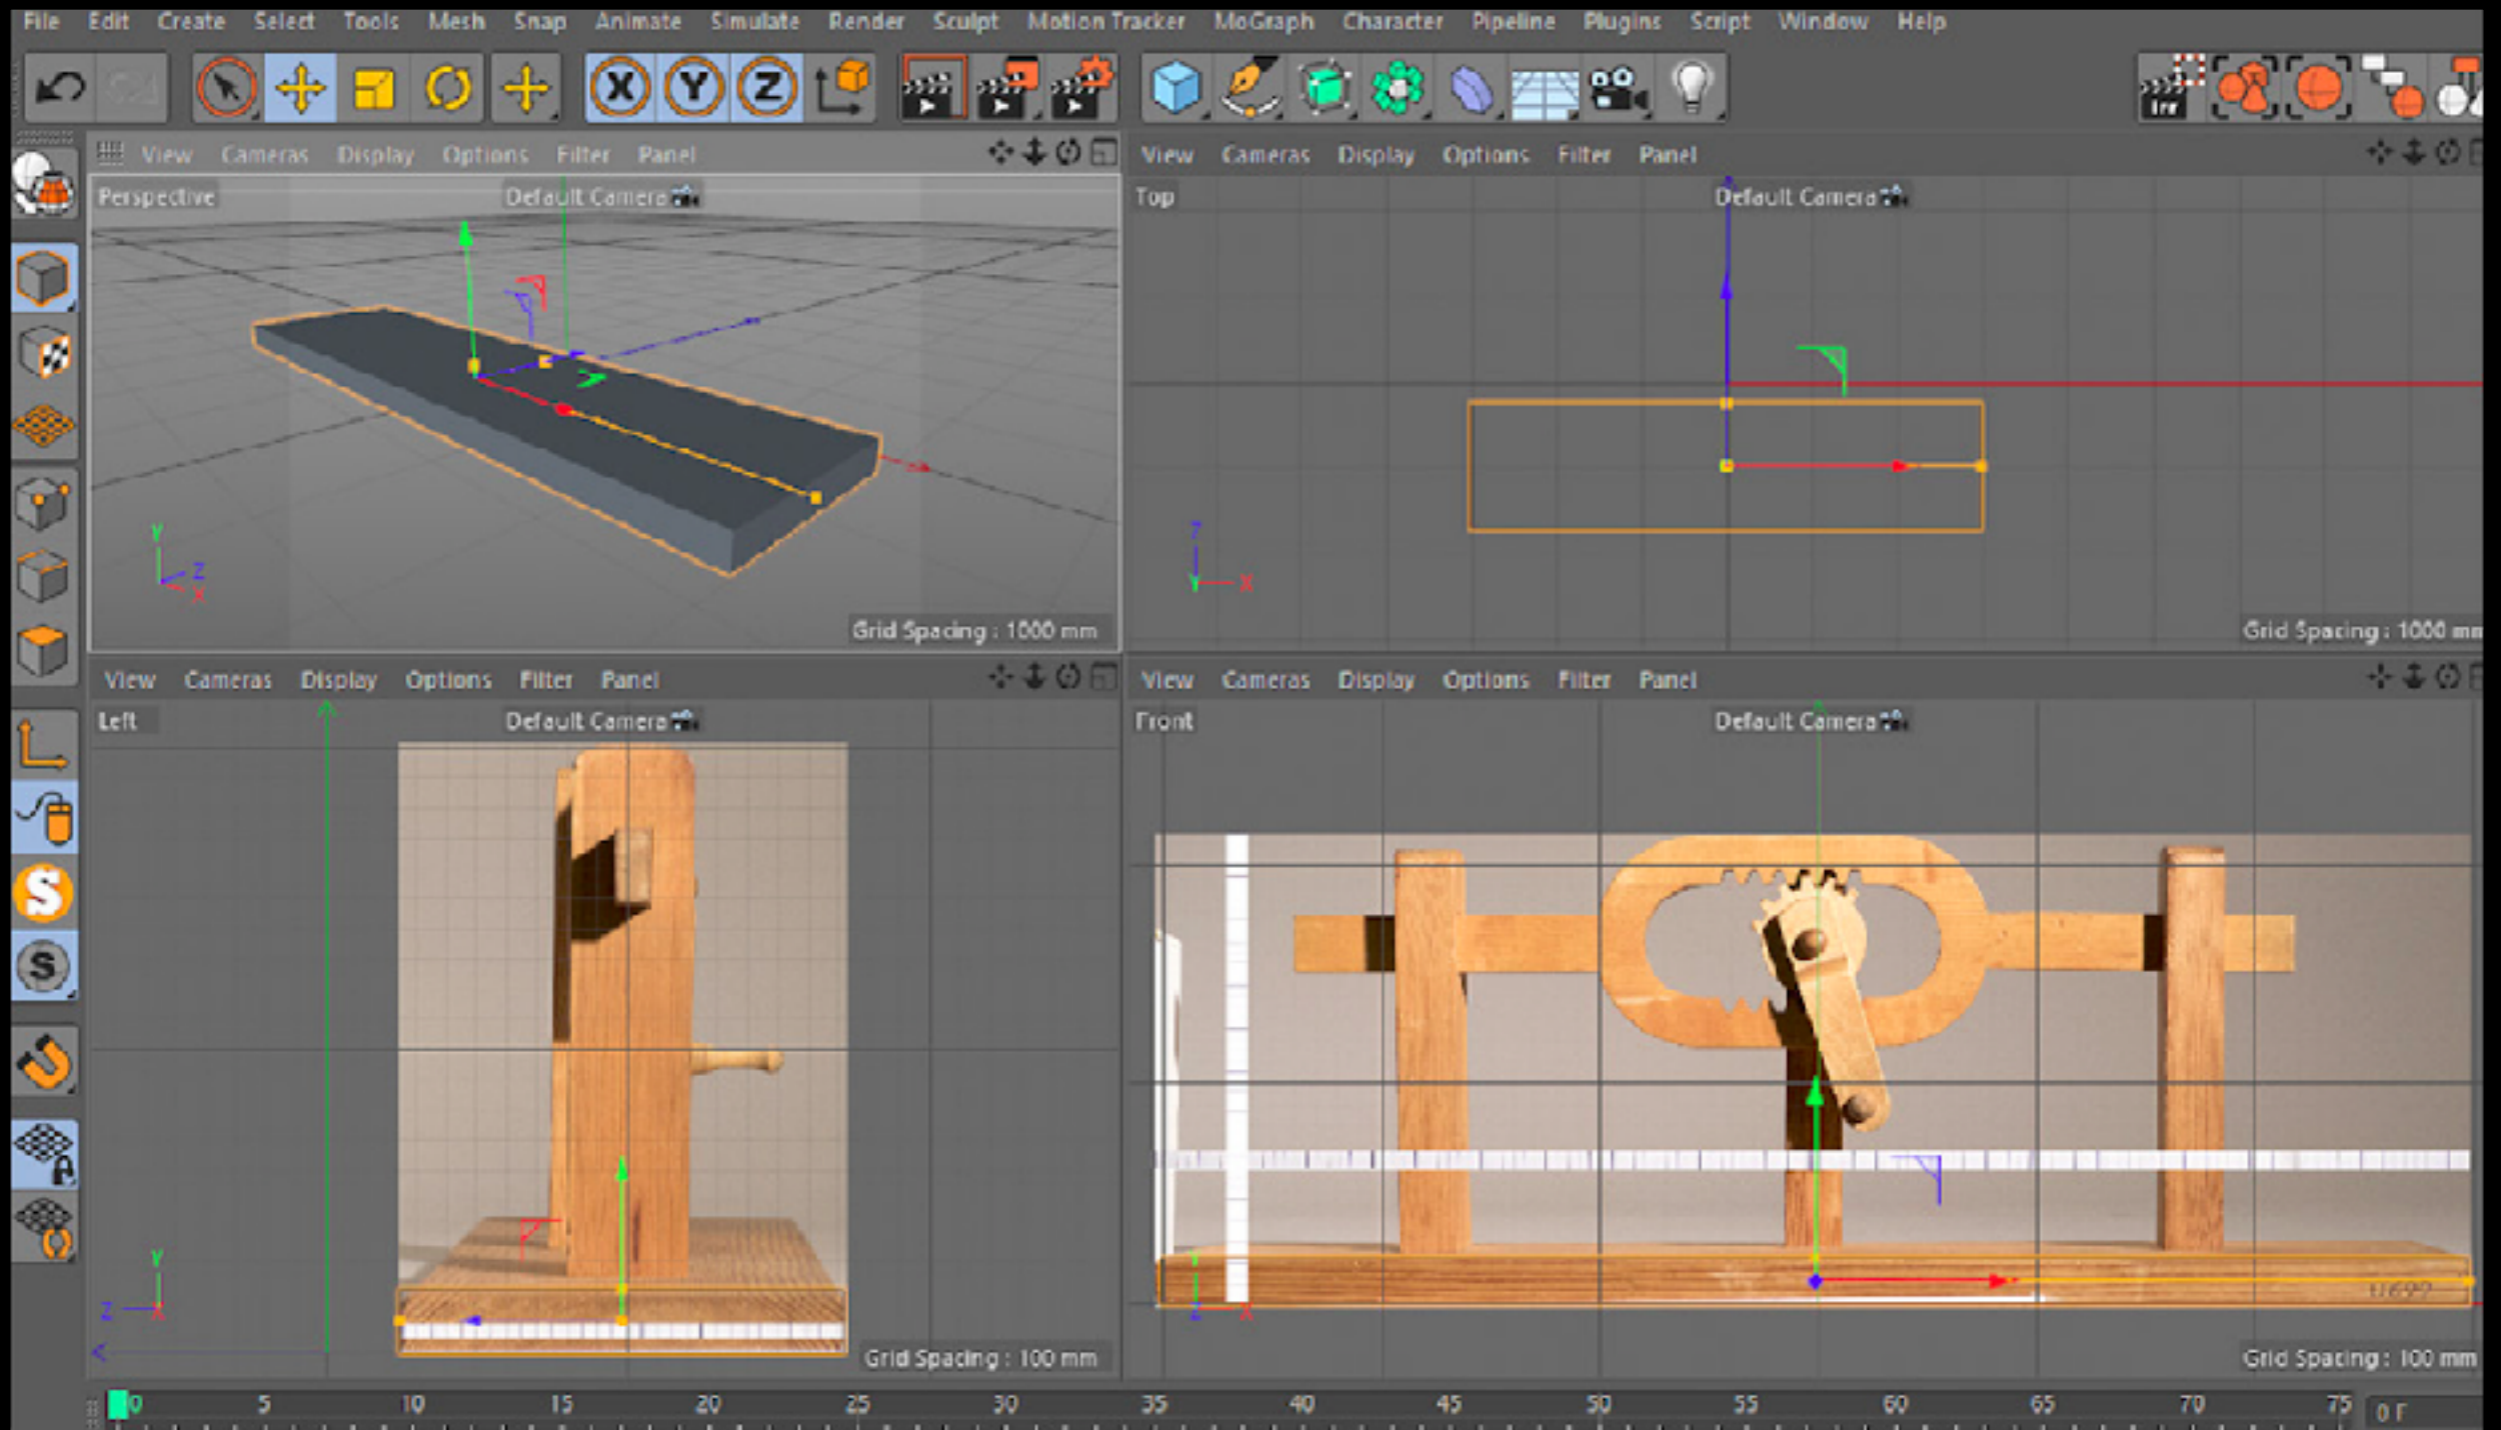 File Edit Create Select Tools Mesh Snap Animate Simulate Render Sculpt Motion Tracker MoGraph Character Pipeline Plugins Script Window Help
X Y Z
View Cameras Display Options Filter Panel
Perspective
Default Camera
Y
Z
X
Grid Spacing : 1000 mm
View Cameras Display Options Filter Panel
Top
Default Camera
Z
Y X
Grid Spacing : 1000 mm
View Cameras Display Options Filter Panel
Left
Default Camera
Y
Z X
Grid Spacing : 100 mm
View Cameras Display Options Filter Panel
Front
Default Camera
Z X
Grid Spacing : 100 mm
S
S
0 5 10 15 20 25 30 35 40 45 50 55 60 65 70 75 0 F